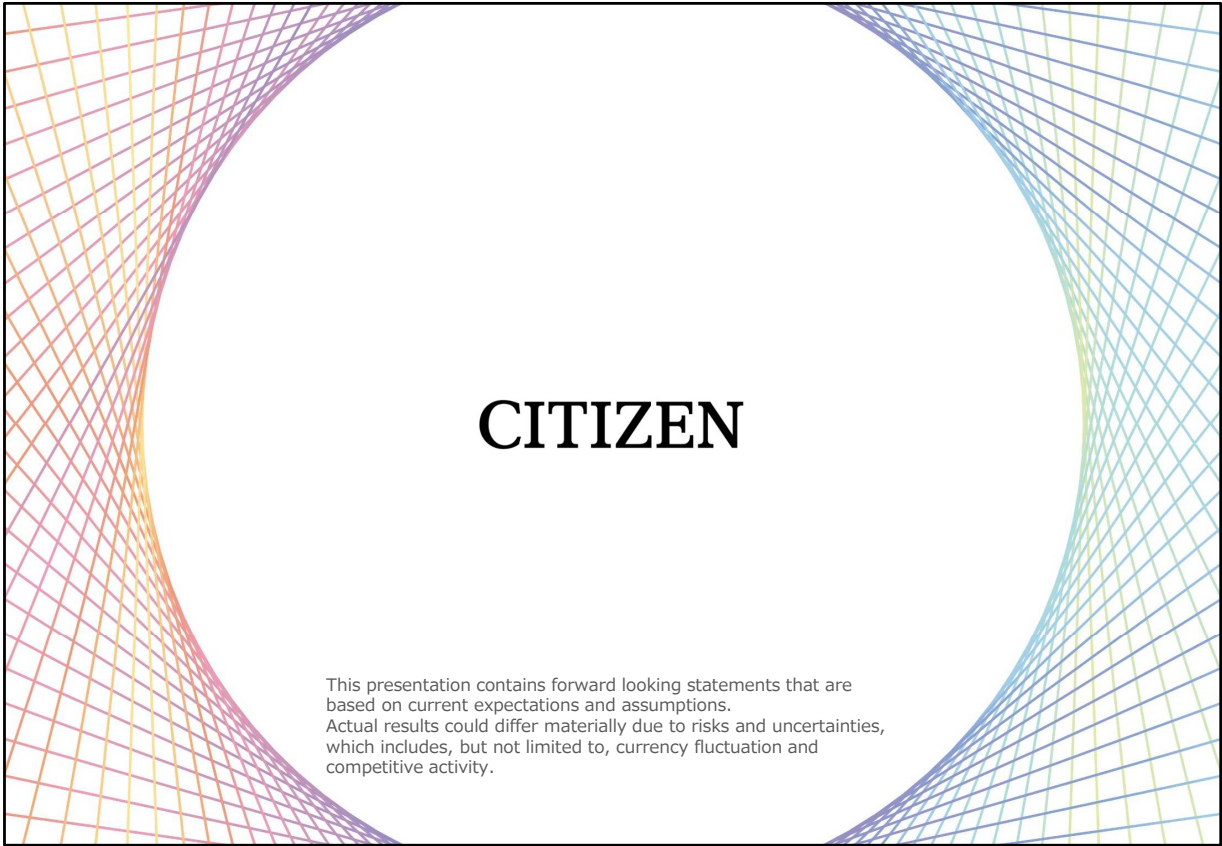 CITIZEN
This presentation contains forward looking statements that are
based on current expectations and assumptions.
Actual results could differ materially due to risks and uncertainties,
which includes, but not limited to, currency fluctuation and
competitive activity.